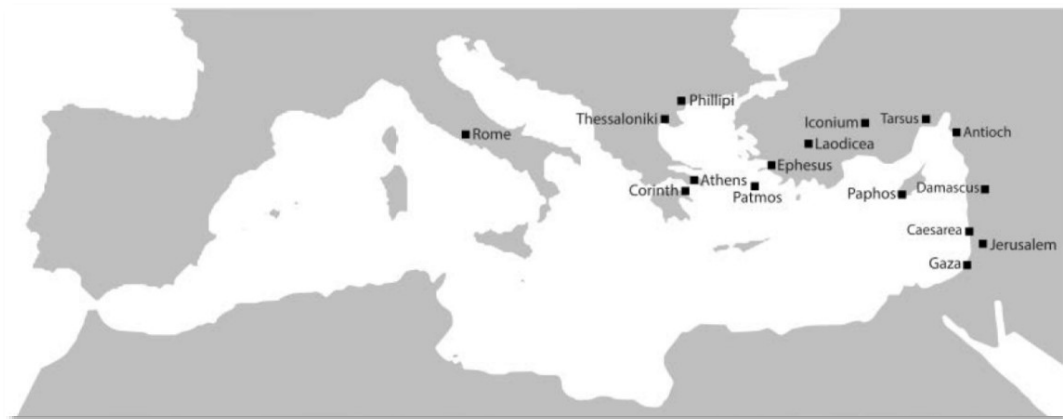 Phillipi
Thessaloniki
Rome
Iconium
Tarsus
Antioch
Laodicea
Ephesus
Athens
Corinth
Patmos
Paphos
Damascus
Caesarea
Jerusalem
Gaza